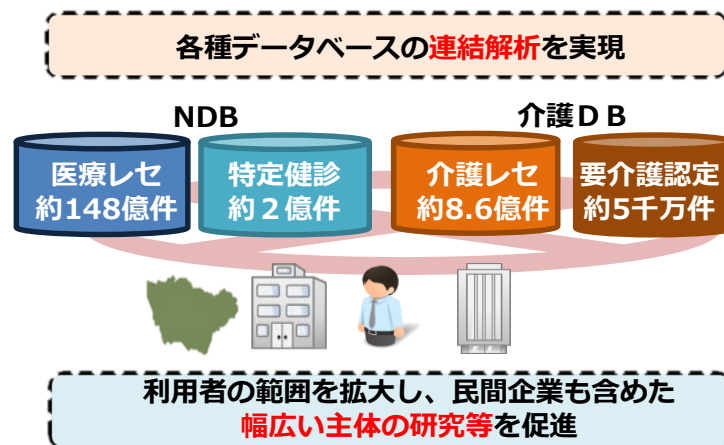 各種データベースの連結解析を実現
NDB
介護ＤＢ
医療レセ
約148億件
特定健診
約２億件
介護レセ
約8.6億件
要介護認定
約5千万件
利用者の範囲を拡大し、民間企業も含めた
幅広い主体の研究等を促進